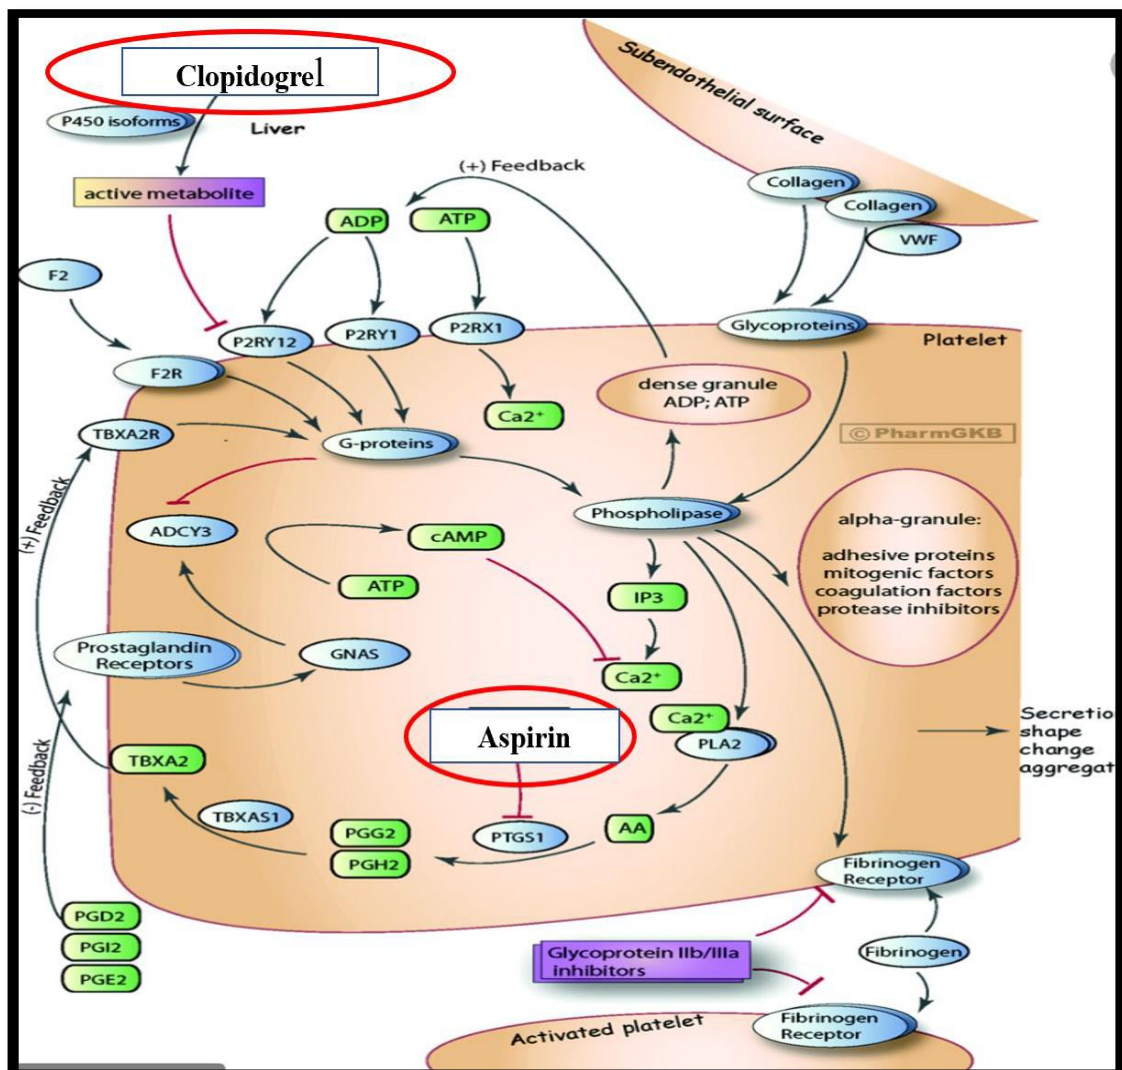 Clopidogrel
P450 isoforms
Liver
active metabolite
Subendothelial surface
Collagen
Collagen
VWF
(+) Feedback
ADP
ATP
F2
P2RY12
P2RY1
P2RX1
Glycoproteins
Platelet
F2R
dense granule
ADP; ATP
Ca2+
© PharmGKB
TBXA2R
G-proteins
(+) Feedback
Phospholipase
alpha-granule:
adhesive proteins
mitogenic factors
coagulation factors
protease inhibitors
ADCY3
cAMP
ATP
IP3
Prostaglandin
Receptors
GNAS
Ca2+
Aspirin
Ca2+
PLA2
Secretio
shape
change
aggregat
TBXA2
(-) Feedback
TBXAS1
PGG2
PGH2
PTGS1
AA
Fibrinogen
Receptor
PGD2
PGI2
PGE2
Glycoprotein IIb/IIIa
inhibitors
Fibrinogen
Activated platelet
Fibrinogen
Receptor